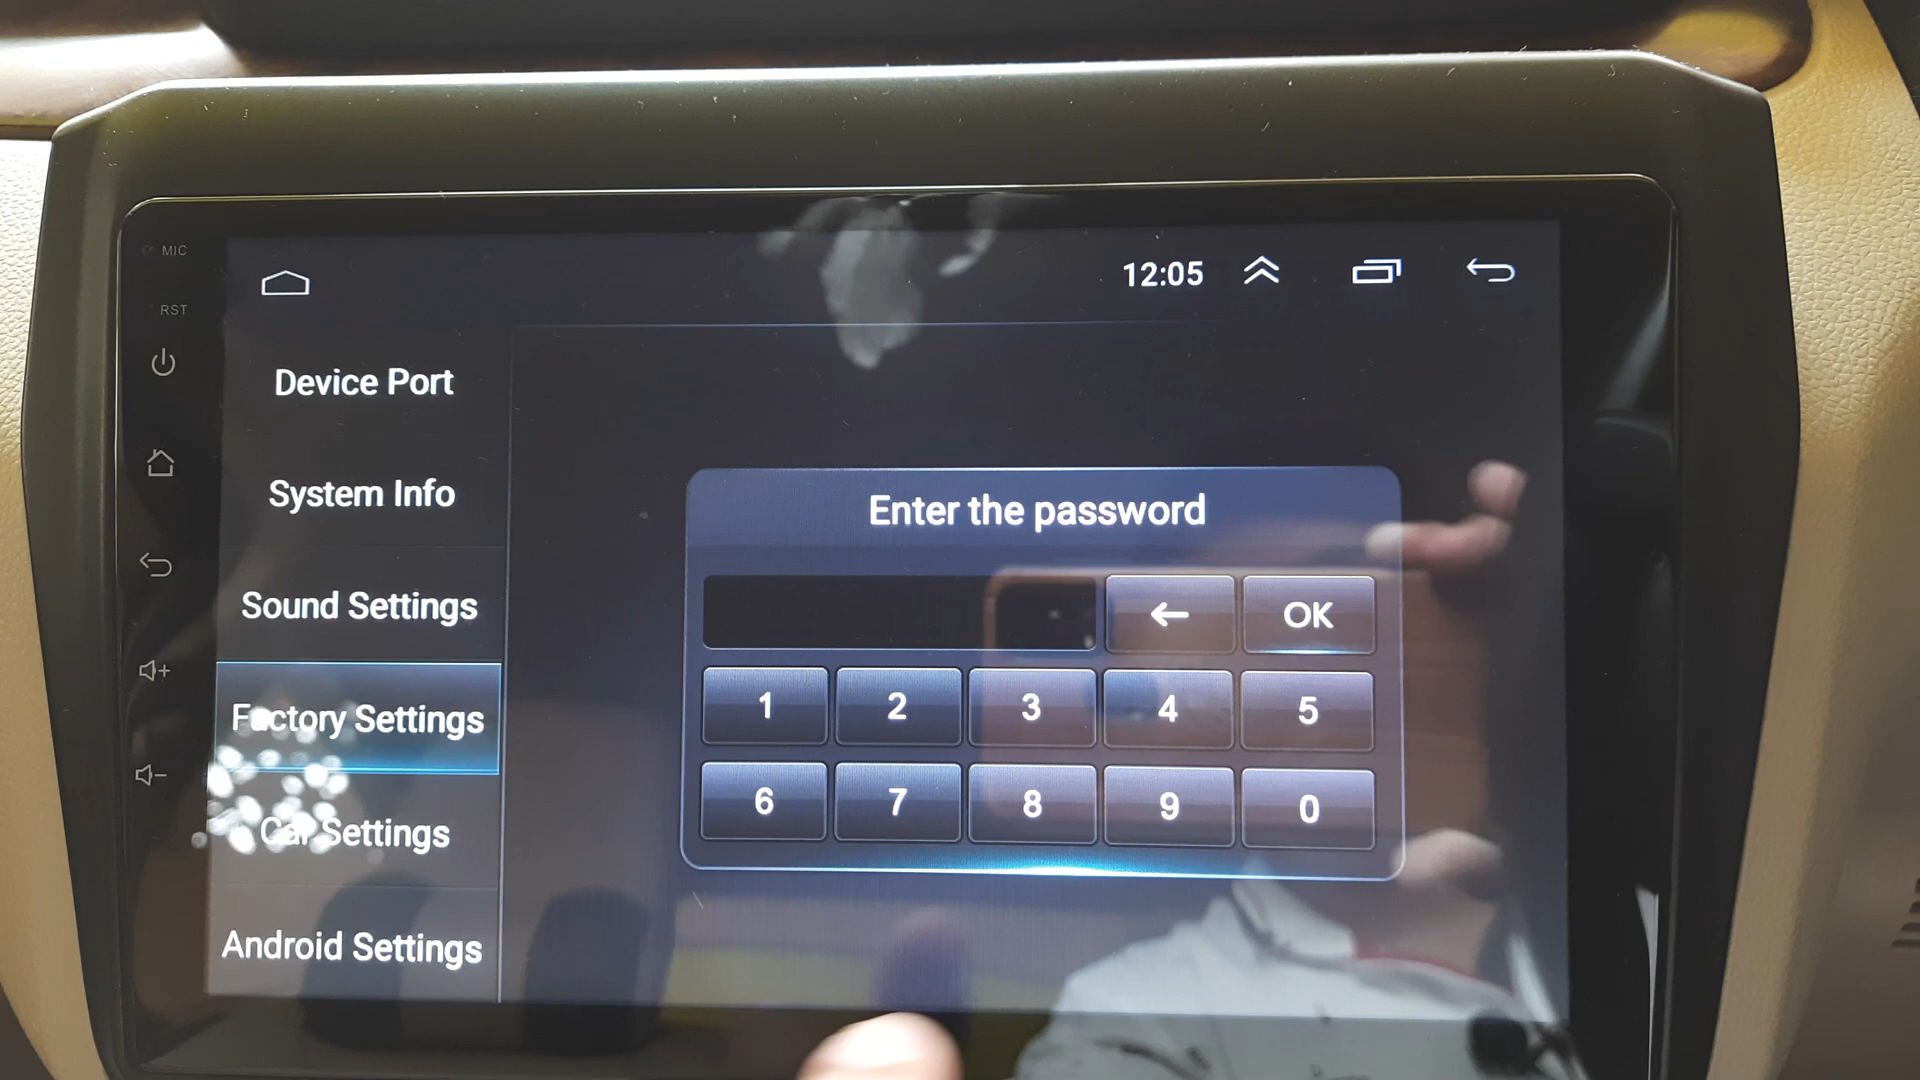 MIC
RST
12:05
Device Port
System Info
Sound Settings
Factory Settings
Car Settings
Android Settings
Enter the password
OK
1 2 3 4 5
6 7 8 9 0